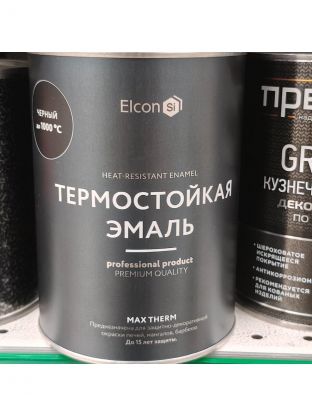 Elcon Si
ЧЕРНЫЙ
до 1000 °C
HEAT-RESISTANT ENAMEL
ТЕРМОСТОЙКАЯ
ЭМАЛЬ
professional product
PREMIUM QUALITY
MAX THERM
Предназначена для защитно-декоративной
окраски печей, мангалов, барбекю
До 15 лет защиты.
GR
КУЗНЕЧ
ДЕКО
ПО
ШЕРОХОВАТОЕ
ИСКРЯЩЕЕСЯ
ПОКРЫТИЕ
АНТИКОРРОЗИОН
РЕКОМЕНДУЕТСЯ
ДЛЯ КОВАНЫХ
ИЗДЕЛИЙ